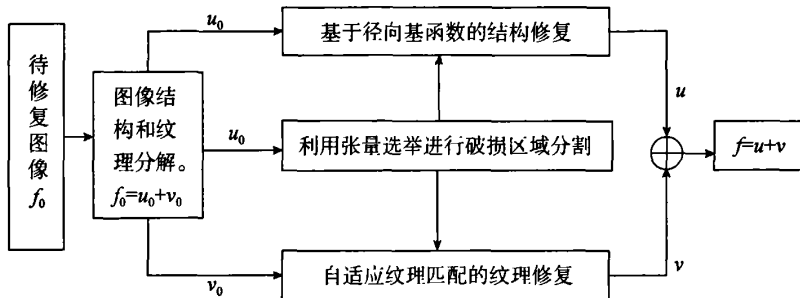 待
修
复
图
像
f₀
图像结
构和纹
理分解。
f₀=u₀+v₀
u₀
基于径向基函数的结构修复
u
u₀
利用张量选举进行破损区域分割
f=u+v
v₀
自适应纹理匹配的纹理修复
v